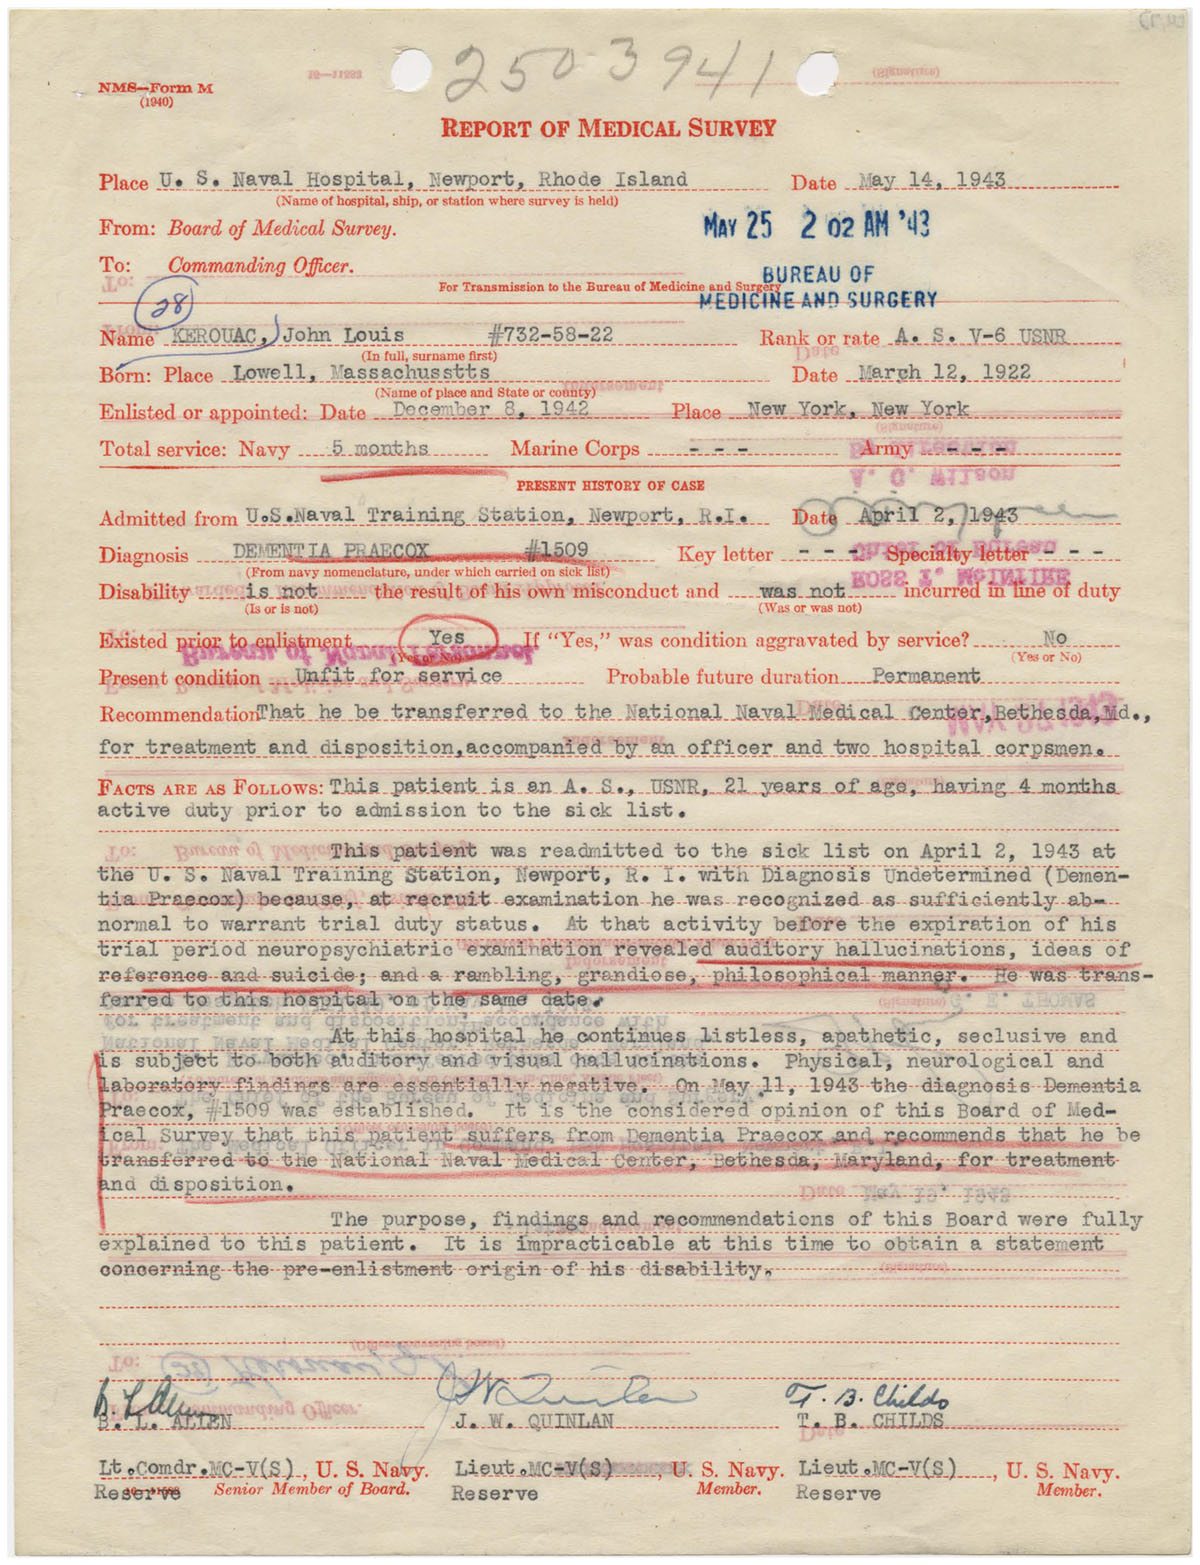 2503941
NMS—Form M
(1940)
REPORT OF MEDICAL SURVEY
Place U. S. Naval Hospital, Newport, Rhode Island Date May 14, 1943
(Name of hospital, ship, or station where survey is held)
From: Board of Medical Survey.
MAY 25 2 02 AM '43
To: Commanding Officer.
BUREAU OF
For Transmission to the Bureau of Medicine and Surgery
MEDICINE AND SURGERY
28
Name KEROUAC, John Louis #732-58-22 Rank or rate A. S. V-6 USNR
(In full, surname first)
Born: Place Lowell, Massachusstts Date March 12, 1922
(Name of place and State or county)
Enlisted or appointed: Date December 8, 1942 Place New York, New York
Total service: Navy 5 months Marine Corps - - - Army - - -
PRESENT HISTORY OF CASE
Admitted from U.S.Naval Training Station, Newport, R.I. Date April 2, 1943
Diagnosis DEMENTIA PRAECOX #1509 Key letter - - - Specialty letter - - -
(From navy nomenclature, under which carried on sick list)
Disability is not the result of his own misconduct and was not incurred in line of duty
(Is or is not) (Was or was not)
Existed prior to enlistment Yes If “Yes,” was condition aggravated by service? No
(Yes or No) (Yes or No)
Present condition Unfit for service Probable future duration Permanent
Recommendation That he be transferred to the National Naval Medical Center,Bethesda,Md.,
for treatment and disposition,accompanied by an officer and two hospital corpsmen.
FACTS ARE AS FOLLOWS: This patient is an A. S., USNR, 21 years of age, having 4 months
active duty prior to admission to the sick list.
This patient was readmitted to the sick list on April 2, 1943 at
the U. S. Naval Training Station, Newport, R. I. with Diagnosis Undetermined (Demen-
tia Praecox) because, at recruit examination he was recognized as sufficiently ab-
normal to warrant trial duty status. At that activity before the expiration of his
trial period neuropsychiatric examination revealed auditory hallucinations, ideas of
reference and suicide; and a rambling, grandiose, philosophical manner. He was trans-
ferred to this hospital on the same date.
At this hospital he continues listless, apathetic, seclusive and
is subject to both auditory and visual hallucinations. Physical, neurological and
laboratory findings are essentially negative. On May 11, 1943 the diagnosis Dementia
Praecox, #1509 was established. It is the considered opinion of this Board of Med-
ical Survey that this patient suffers from Dementia Praecox and recommends that he be
transferred to the National Naval Medical Center, Bethesda, Maryland, for treatment
and disposition.
The purpose, findings and recommendations of this Board were fully
explained to this patient. It is impracticable at this time to obtain a statement
concerning the pre-enlistment origin of his disability.
B L Allen J W Quinlan T. B. Childs
B. L. ALLEN J. W. QUINLAN T. B. CHILDS
Lt.Comdr.MC-V(S), U. S. Navy. Lieut.MC-V(S) U. S. Navy. Lieut.MC-V(S), U. S. Navy.
Reserve Senior Member of Board. Reserve Member. Reserve Member.